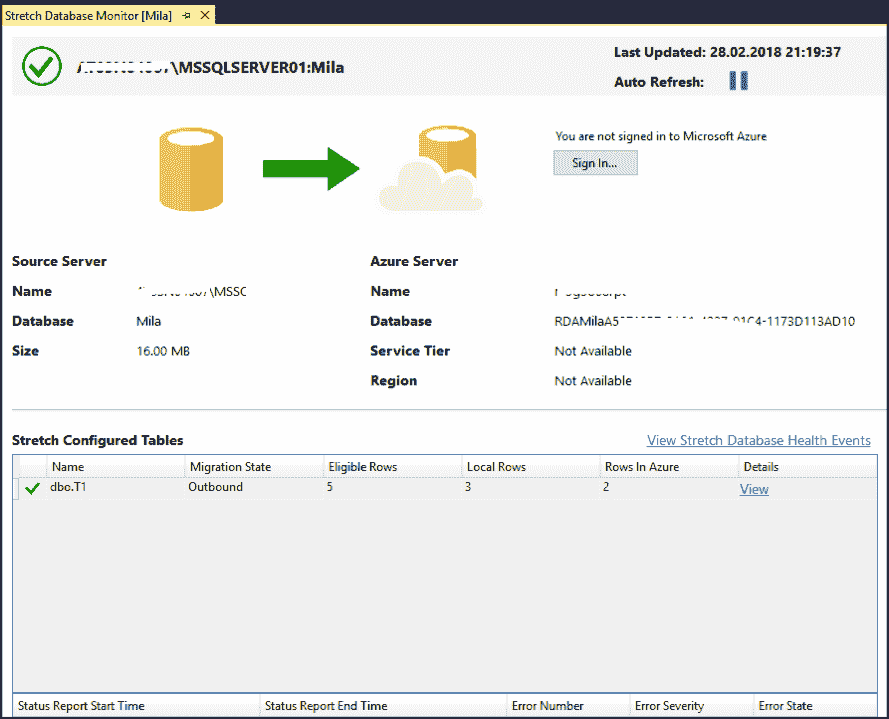 Stretch Database Monitor [Mila]
\MSSQLSERVER01:Mila
Last Updated: 28.02.2018 21:19:37
Auto Refresh:
You are not signed in to Microsoft Azure
Sign In...
Source Server
Azure Server
Name
Name
Database Mila
Database
Size 16.00 MB
Service Tier Not Available
Region Not Available
Stretch Configured Tables
View Stretch Database Health Events
Name Migration State Eligible Rows Local Rows Rows In Azure Details
dbo.T1 Outbound 5 3 2 View
Status Report Start Time Status Report End Time Error Number Error Severity Error State